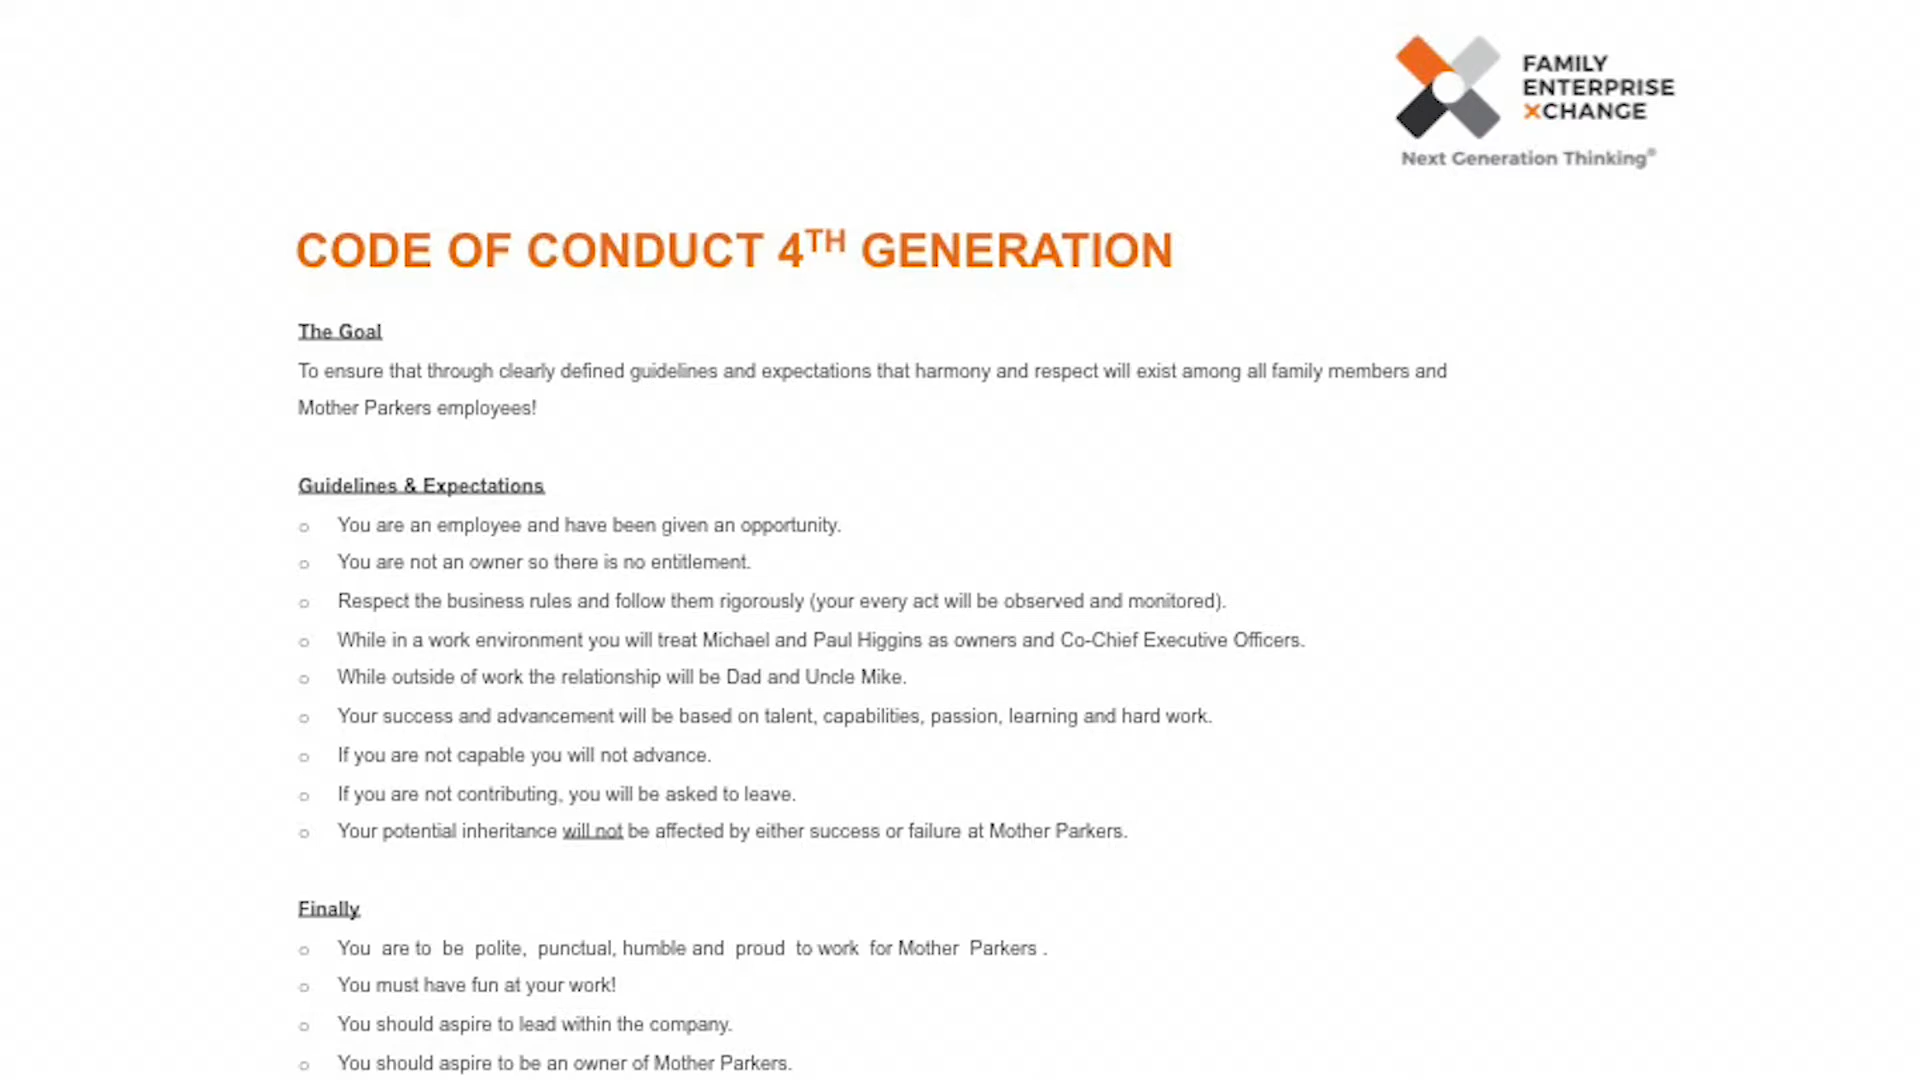 FAMILY
ENTERPRISE
XCHANGE
Next Generation Thinking®
CODE OF CONDUCT 4TH GENERATION
The Goal
To ensure that through clearly defined guidelines and expectations that harmony and respect will exist among all family members and
Mother Parkers employees!
Guidelines & Expectations
o You are an employee and have been given an opportunity.
o You are not an owner so there is no entitlement.
o Respect the business rules and follow them rigorously (your every act will be observed and monitored).
o While in a work environment you will treat Michael and Paul Higgins as owners and Co-Chief Executive Officers.
o While outside of work the relationship will be Dad and Uncle Mike.
o Your success and advancement will be based on talent, capabilities, passion, learning and hard work.
o If you are not capable you will not advance.
o If you are not contributing, you will be asked to leave.
o Your potential inheritance will not be affected by either success or failure at Mother Parkers.
Finally
o You are to be polite, punctual, humble and proud to work for Mother Parkers .
o You must have fun at your work!
o You should aspire to lead within the company.
o You should aspire to be an owner of Mother Parkers.